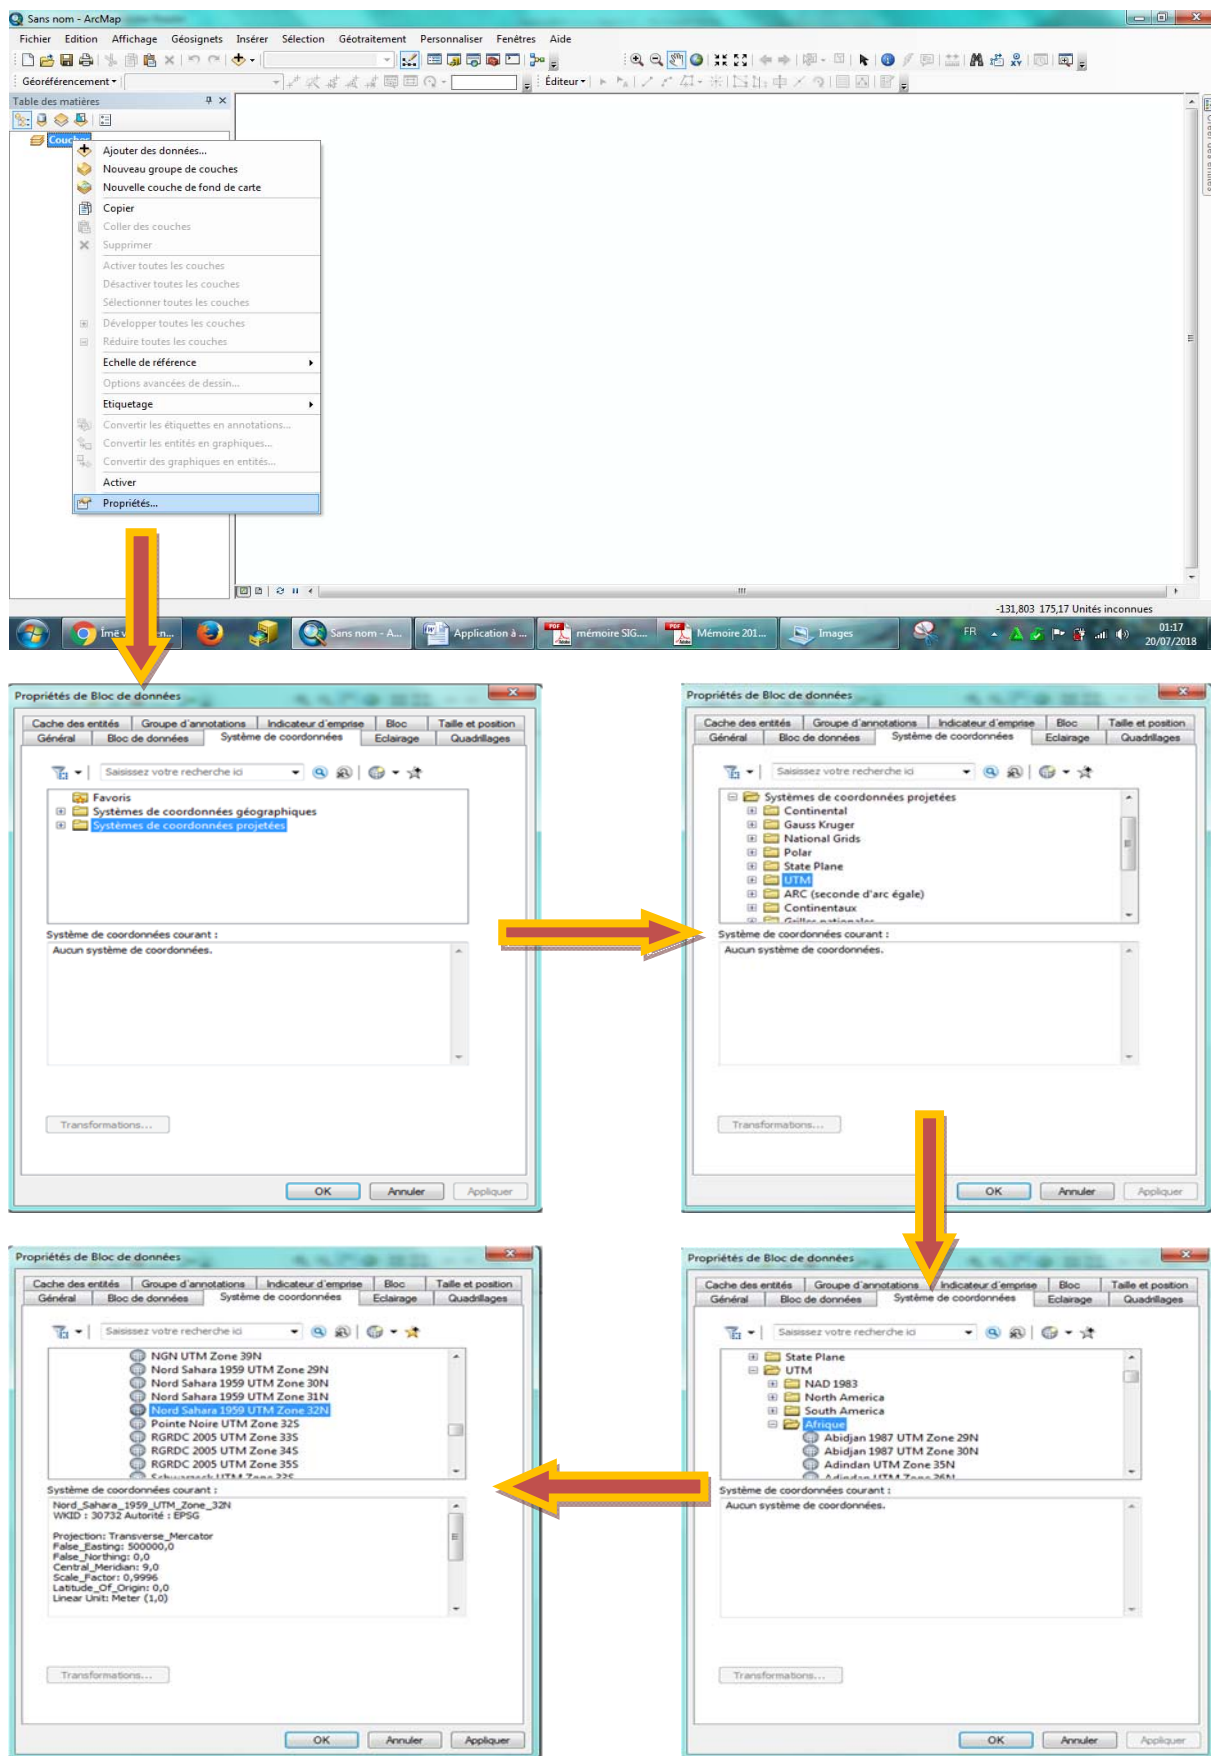 Sans nom - ArcMap
Fichier Edition Affichage Géosignets Insérer Sélection Géotraitement Personnaliser Fenêtres Aide
Géoréférencement Éditeur
Table des matières
Couches
Ajouter des données...
Nouveau groupe de couches
Nouvelle couche de fond de carte
Copier
Coller des couches
Supprimer
Activer toutes les couches
Désactiver toutes les couches
Sélectionner toutes les couches
Développer toutes les couches
Réduire toutes les couches
Echelle de référence
Options avancées de dessin...
Etiquetage
Convertir les étiquettes en annotations...
Convertir les entités en graphiques...
Convertir des graphiques en entités...
Activer
Propriétés...
-131,803 175,17 Unités inconnues
Sans nom - A... Application à ... mémoire SIG.... Mémoire 201... Images FR 01:17
20/07/2018
Propriétés de Bloc de données
Cache des entités Groupe d'annotations Indicateur d'emprise Bloc Taille et position
Général Bloc de données Système de coordonnées Eclairage Quadrillages
Saisissez votre recherche ici
Favoris
Systèmes de coordonnées géographiques
Systèmes de coordonnées projetées
Système de coordonnées courant :
Aucun système de coordonnées.
Transformations...
OK Annuler Appliquer
Propriétés de Bloc de données
Cache des entités Groupe d'annotations Indicateur d'emprise Bloc Taille et position
Général Bloc de données Système de coordonnées Eclairage Quadrillages
Saisissez votre recherche ici
Systèmes de coordonnées projetées
Continental
Gauss Kruger
National Grids
Polar
State Plane
UTM
ARC (seconde d'arc égale)
Continentaux
Grilles nationales
Système de coordonnées courant :
Aucun système de coordonnées.
Transformations...
OK Annuler Appliquer
Propriétés de Bloc de données
Cache des entités Groupe d'annotations Indicateur d'emprise Bloc Taille et position
Général Bloc de données Système de coordonnées Eclairage Quadrillages
Saisissez votre recherche ici
NGN UTM Zone 39N
Nord Sahara 1959 UTM Zone 29N
Nord Sahara 1959 UTM Zone 30N
Nord Sahara 1959 UTM Zone 31N
Nord Sahara 1959 UTM Zone 32N
Pointe Noire UTM Zone 32S
RGRDC 2005 UTM Zone 33S
RGRDC 2005 UTM Zone 34S
RGRDC 2005 UTM Zone 35S
Schwarzeck UTM Zone 33S
Système de coordonnées courant :
Nord_Sahara_1959_UTM_Zone_32N
WKID : 30732 Autorité : EPSG
Projection: Transverse_Mercator
False_Easting: 500000,0
False_Northing: 0,0
Central_Meridian: 9,0
Scale_Factor: 0,9996
Latitude_Of_Origin: 0,0
Linear Unit: Meter (1,0)
Transformations...
OK Annuler Appliquer
Propriétés de Bloc de données
Cache des entités Groupe d'annotations Indicateur d'emprise Bloc Taille et position
Général Bloc de données Système de coordonnées Eclairage Quadrillages
Saisissez votre recherche ici
State Plane
UTM
NAD 1983
North America
South America
Afrique
Abidjan 1987 UTM Zone 29N
Abidjan 1987 UTM Zone 30N
Adindan UTM Zone 35N
Adindan UTM Zone 36N
Système de coordonnées courant :
Aucun système de coordonnées.
Transformations...
OK Annuler Appliquer